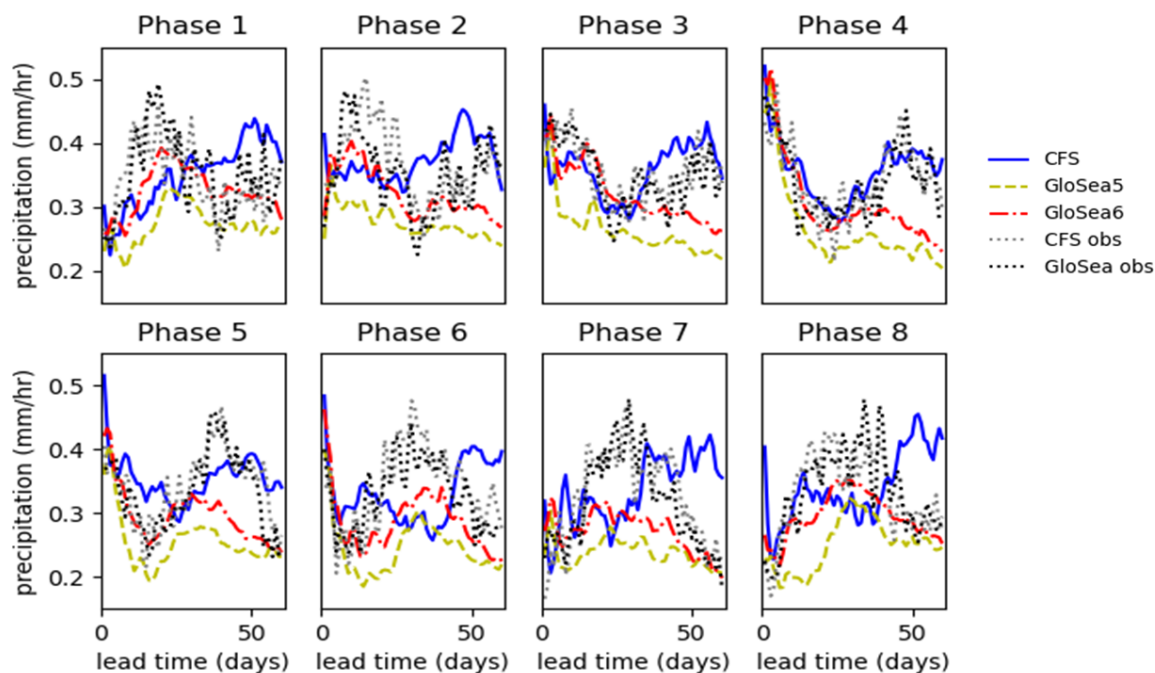 Phase 1
Phase 2
Phase 3
Phase 4
precipitation (mm/hr)
0.5
0.4
0.3
0.2
CFS
GloSea5
GloSea6
CFS obs
GloSea obs
Phase 5
Phase 6
Phase 7
Phase 8
precipitation (mm/hr)
0.5
0.4
0.3
0.2
0 50
0 50
0 50
0 50
lead time (days)
lead time (days)
lead time (days)
lead time (days)